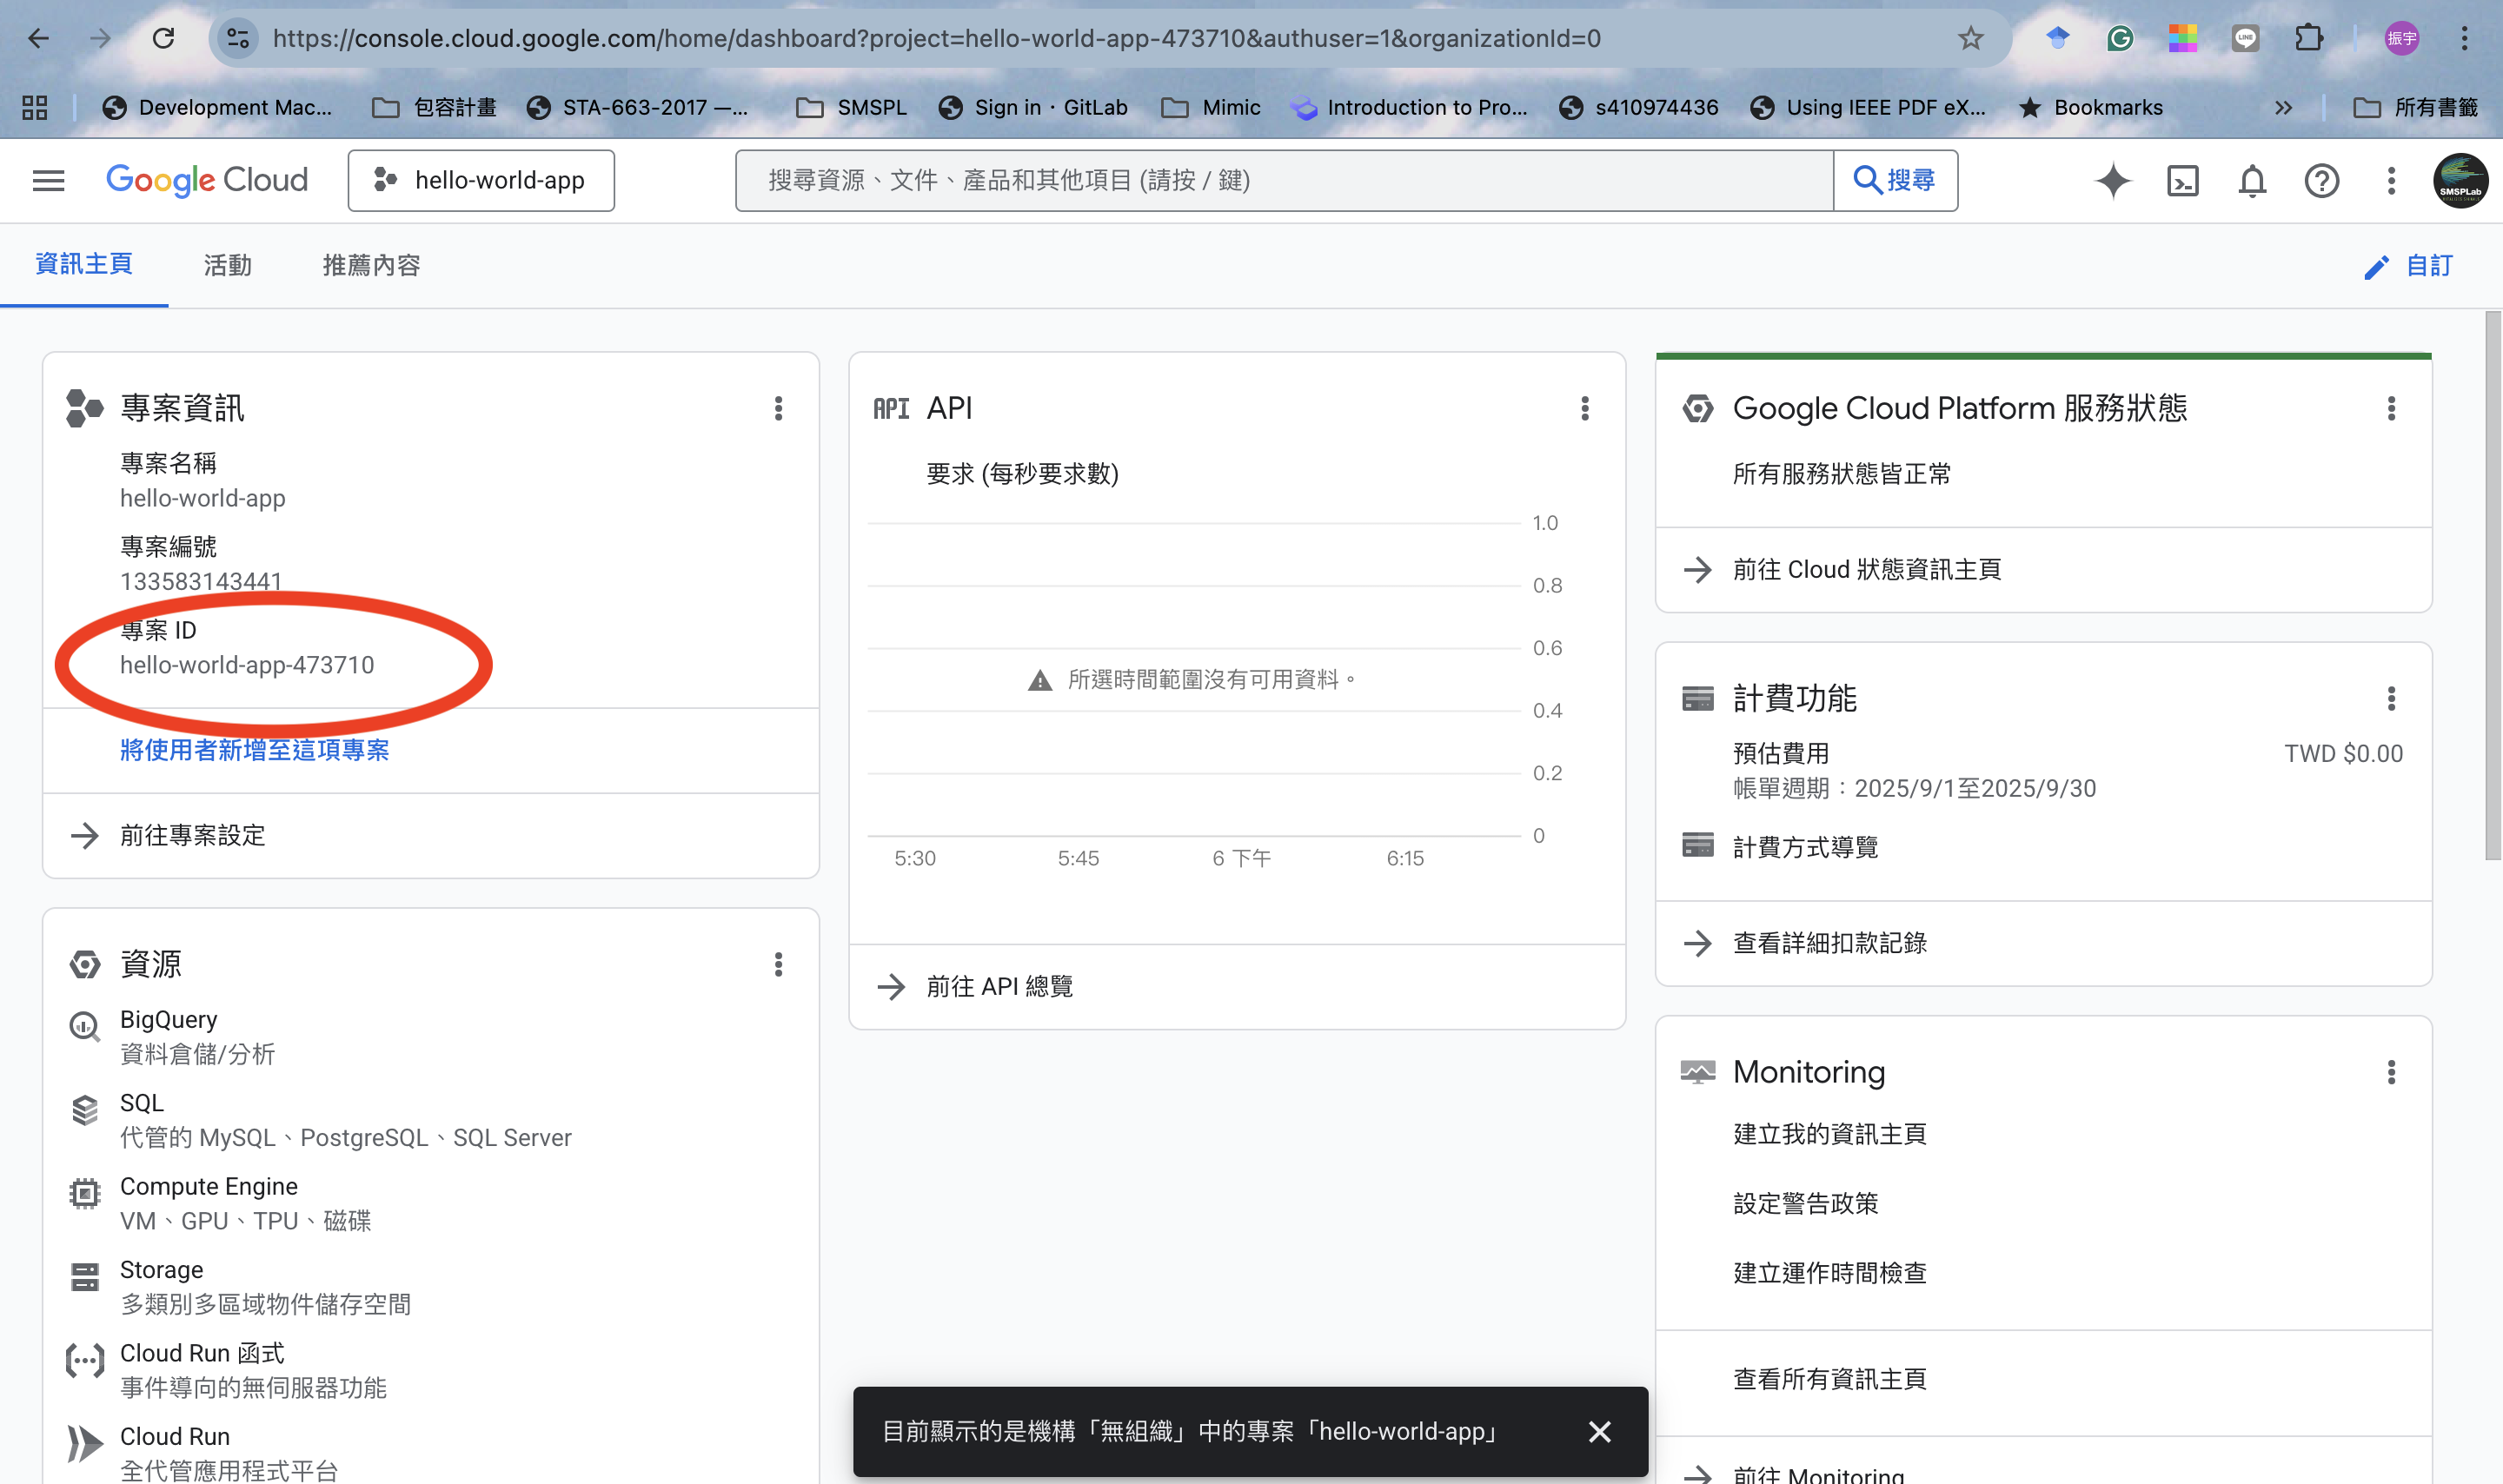 https://console.cloud.google.com/home/dashboard?project=hello-world-app-473710&authuser=1&organizationId=0
振宇
Development Mac...
包容計畫
STA-663-2017 —...
SMSPL
Sign in · GitLab
Mimic
Introduction to Pro...
s410974436
Using IEEE PDF eX...
Bookmarks
所有書籤
Google Cloud
hello-world-app
搜尋資源、文件、產品和其他項目 (請按 / 鍵)
搜尋
SMSPLab
資訊主頁
活動
推薦內容
自訂
專案資訊
專案名稱
hello-world-app
專案編號
133583143441
專案 ID
hello-world-app-473710
將使用者新增至這項專案
前往專案設定
資源
BigQuery
資料倉儲/分析
SQL
代管的 MySQL、PostgreSQL、SQL Server
Compute Engine
VM、GPU、TPU、磁碟
Storage
多類別多區域物件儲存空間
Cloud Run 函式
事件導向的無伺服器功能
Cloud Run
全代管應用程式平台
API API
要求 (每秒要求數)
1.0
0.8
0.6
所選時間範圍沒有可用資料。
0.4
0.2
0
5:30
5:45
6 下午
6:15
前往 API 總覽
Google Cloud Platform 服務狀態
所有服務狀態皆正常
前往 Cloud 狀態資訊主頁
計費功能
預估費用
TWD $0.00
帳單週期：2025/9/1至2025/9/30
計費方式導覽
查看詳細扣款記錄
Monitoring
建立我的資訊主頁
設定警告政策
建立運作時間檢查
查看所有資訊主頁
前往 Monitoring
目前顯示的是機構「無組織」中的專案「hello-world-app」